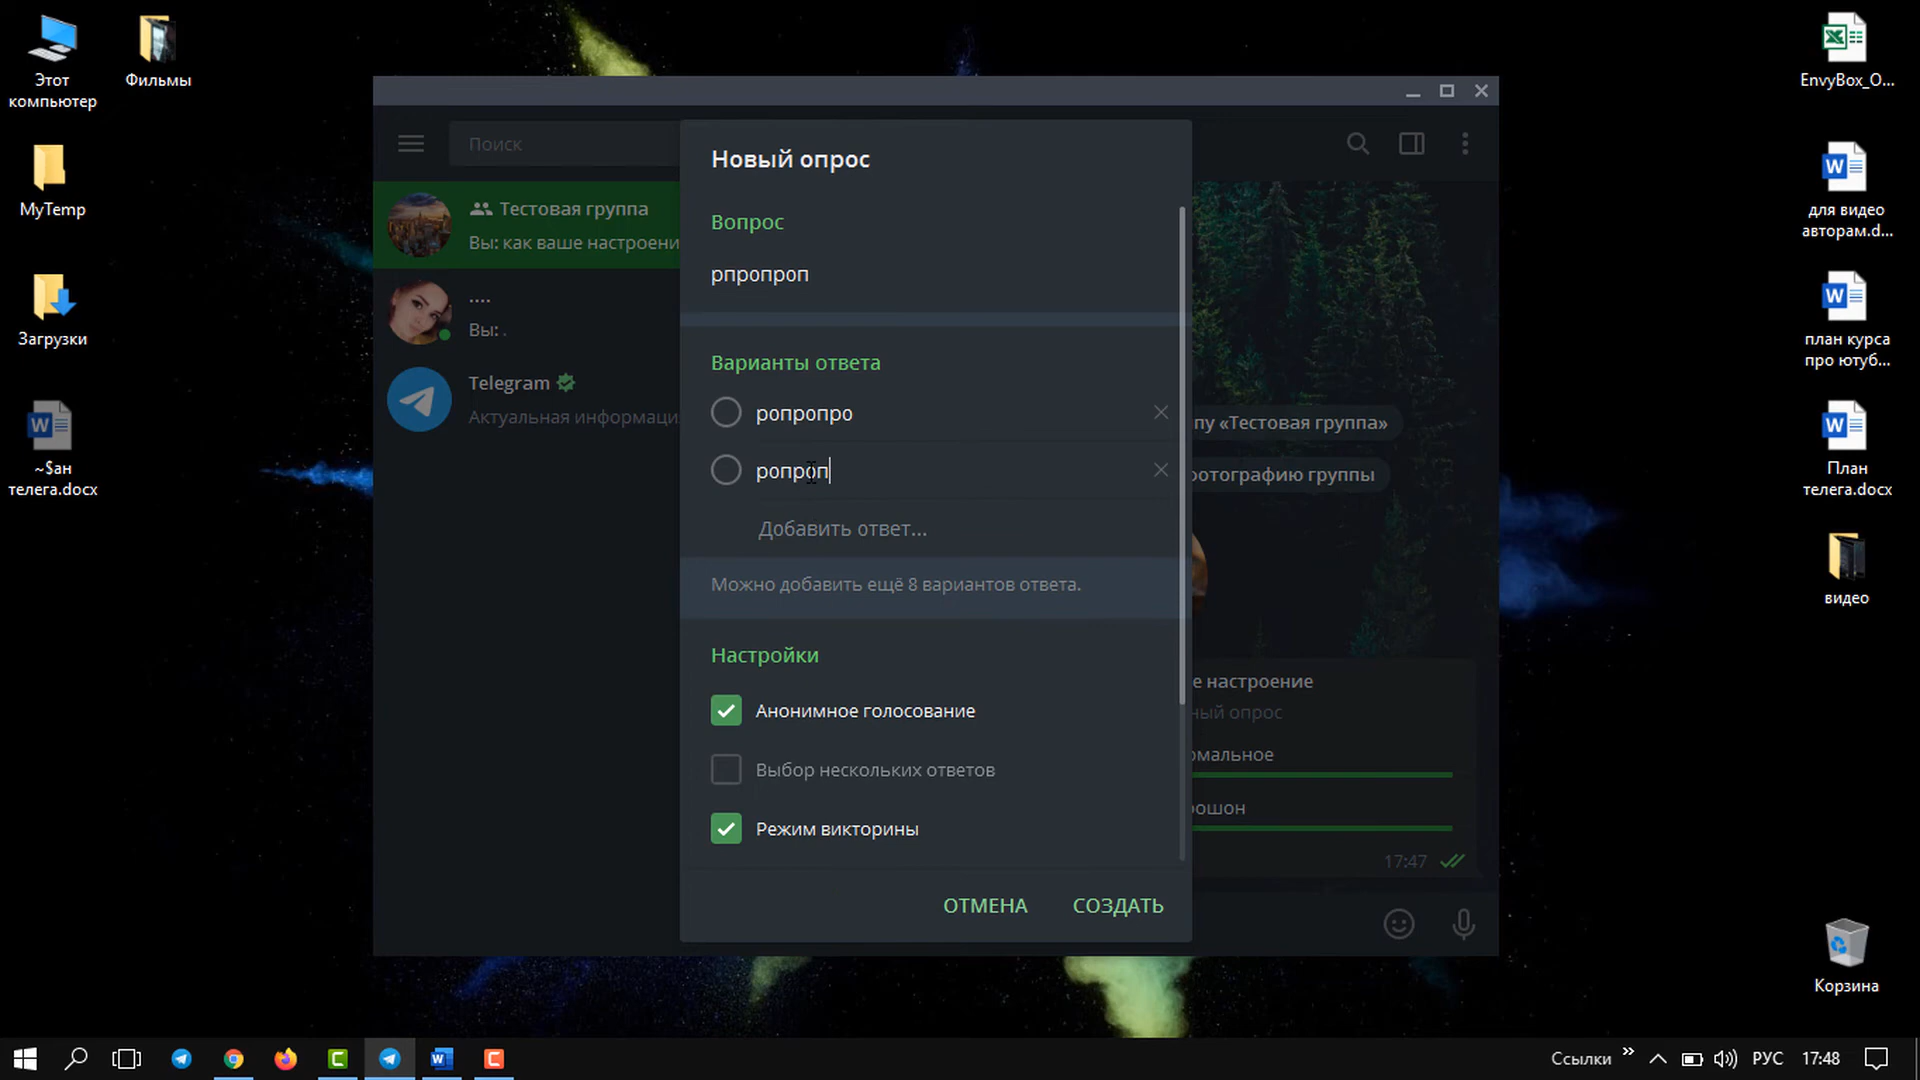 Этот
компьютер
Фильмы
MyTemp
Загрузки
~$ан
телега.docx
Поиск
Тестовая группа
Вы: как ваше настроени
....
Вы: .
Telegram
Актуальная информаци
Новый опрос
Вопрос
рпропроп
Варианты ответа
ропропро
ропроп
Добавить ответ...
Можно добавить ещё 8 вариантов ответа.
Настройки
Анонимное голосование
Выбор нескольких ответов
Режим викторины
ОТМЕНА
СОЗДАТЬ
пу «Тестовая группа»
ротографию группы
е настроение
ный опрос
рмальное
рошон
17:47
EnvyBox_O...
для видео
авторам.d...
план курса
про ютуб...
План
телега.docx
видео
Корзина
Ссылки
РУС
17:48